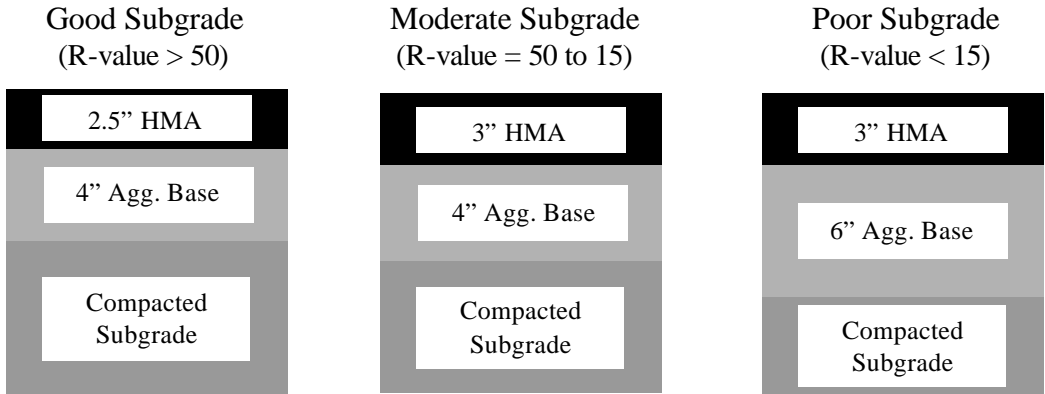 Good Subgrade
(R-value > 50)
2.5” HMA
4” Agg. Base
Compacted
Subgrade
Moderate Subgrade
(R-value = 50 to 15)
3” HMA
4” Agg. Base
Compacted
Subgrade
Poor Subgrade
(R-value < 15)
3” HMA
6” Agg. Base
Compacted
Subgrade